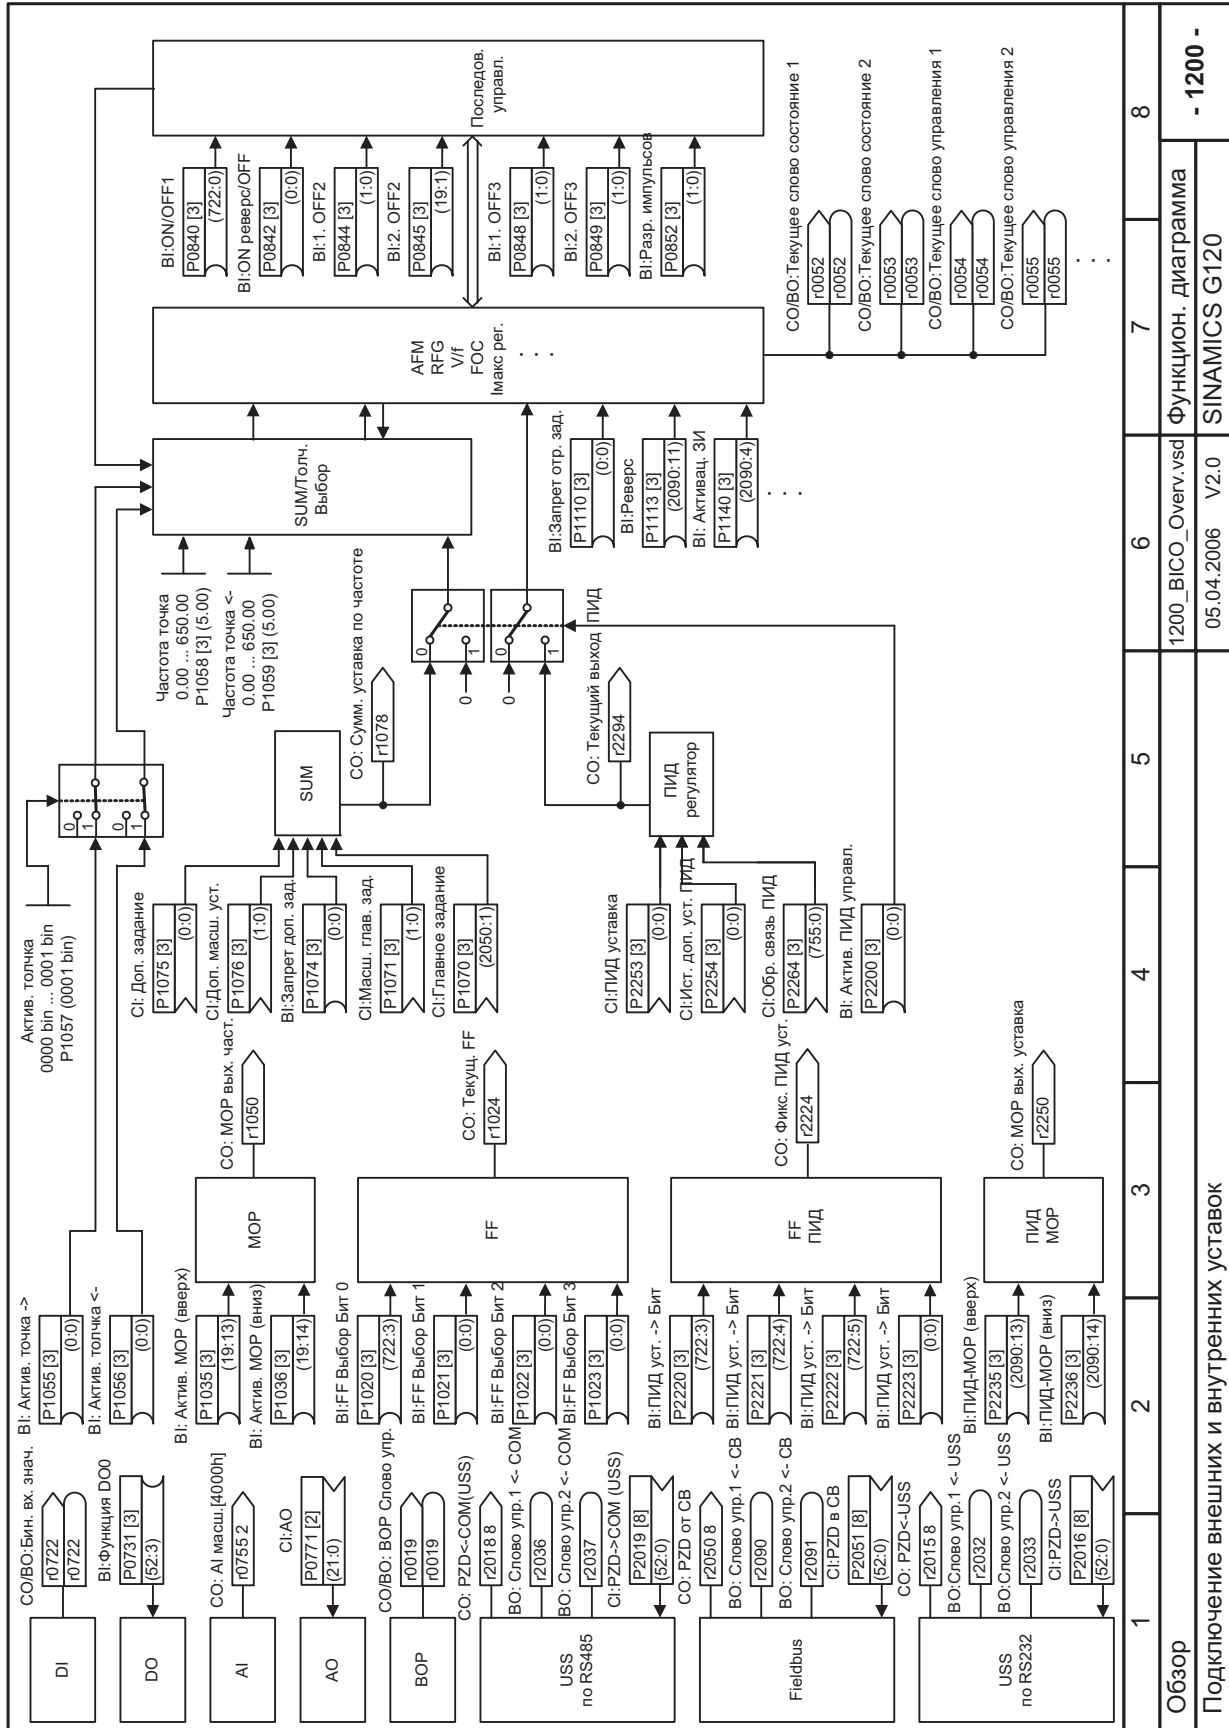 DI
CO/BO:Бин. вх. знач.
r0722
r0722
DO
BI:Функция DO0
P0731 [3]
(52:3)
AI
CO: AI масш.[4000h]
r0755 2
AO
CI:AO
P0771 [2]
(21:0)
BOP
CO/BO: BOP Слово упр.
r0019
r0019
USS
по RS485
CO: PZD<-COM(USS)
r2018 8
BO: Слово упр.1 <- COM
r2036
BO: Слово упр.2 <- COM
r2037
CI:PZD->COM (USS)
P2019 [8]
(52:0)
Fieldbus
CO: PZD от CB
r2050 8
BO: Слово упр.1 <- CB
r2090
BO: Слово упр.2 <- CB
r2091
CI:PZD в CB
P2051 [8]
(52:0)
USS
по RS232
CO: PZD<-USS
r2015 8
BO:Слово упр.1 <- USS
r2032
BO:Слово упр.2 <- USS
r2033
CI:PZD->USS
P2016 [8]
(52:0)
BI: Актив. точка ->
P1055 [3]
(0:0)
BI: Актив. толчка <-
P1056 [3]
(0:0)
BI: Актив. MOP (вверх)
P1035 [3]
(19:13)
BI: Актив. MOP (вниз)
P1036 [3]
(19:14)
MOP
CO: MOP вых. част.
r1050
BI:FF Выбор Бит 0
P1020 [3]
(722:3)
BI:FF Выбор Бит 1
P1021 [3]
(0:0)
BI:FF Выбор Бит 2
P1022 [3]
(0:0)
BI:FF Выбор Бит 3
P1023 [3]
(0:0)
FF
CO: Текущ. FF
r1024
BI:ПИД уст. -> Бит
P2220 [3]
(722:3)
BI:ПИД уст. -> Бит
P2221 [3]
(722:4)
BI:ПИД уст. -> Бит
P2222 [3]
(722:5)
BI:ПИД уст. -> Бит
P2223 [3]
(0:0)
FF
ПИД
CO: Фикс. ПИД уст.
r2224
BI:ПИД-MOP (вверх)
P2235 [3]
(2090:13)
BI:ПИД-MOP (вниз)
P2236 [3]
(2090:14)
ПИД
MOP
CO: MOP вых. уставка
r2250
Актив. толчка
0000 bin ... 0001 bin
P1057 (0001 bin)
0
1
0
1
CI: Доп. задание
P1075 [3]
(0:0)
CI:Доп. масш. уст.
P1076 [3]
(1:0)
BI:Запрет доп. зад.
P1074 [3]
(0:0)
CI:Масш. глав. зад.
P1071 [3]
(1:0)
CI:Главное задание
P1070 [3]
(2050:1)
SUM
CO: Сумм. уставка по частоте
r1078
CI:ПИД уставка
P2253 [3]
(0:0)
CI:Ист. доп. уст. ПИД
P2254 [3]
(0:0)
CI:Обр. связь ПИД
P2264 [3]
(755:0)
BI: Актив. ПИД управл.
P2200 [3]
(0:0)
ПИД
регулятор
CO: Текущий выход ПИД
r2294
0
1
0
0
1
0
Частота точка
0.00 ... 650.00
P1058 [3] (5.00)
Частота точка <-
0.00 ... 650.00
P1059 [3] (5.00)
SUM/Толч.
Выбор
BI:Запрет отр. зад.
P1110 [3]
(0:0)
BI:Реверс
P1113 [3]
(2090:11)
BI: Активац. ЗИ
P1140 [3]
(2090:4)
. . .
AFM
RFG
V/f
FOC
Iмакс рег.
. . .
BI:ON/OFF1
P0840 [3]
(722:0)
BI:ON реверс/OFF
P0842 [3]
(0:0)
BI:1. OFF2
P0844 [3]
(1:0)
BI:2. OFF2
P0845 [3]
(19:1)
BI:1. OFF3
P0848 [3]
(1:0)
BI:2. OFF3
P0849 [3]
(1:0)
BI:Разр. импульсов
P0852 [3]
(1:0)
Последов.
управл.
CO/BO:Текущее слово состояние 1
r0052
r0052
CO/BO:Текущее слово состояние 2
r0053
r0053
CO/BO:Текущее слово управления 1
r0054
r0054
CO/BO:Текущее слово управления 2
r0055
r0055
. . .
1 2 3 4 5 6 7 8
Обзор
1200_BICO_Overv.vsd
Функцион. диаграмма
- 1200 -
Подключение внешних и внутренних уставок
05.04.2006 V2.0
SINAMICS G120